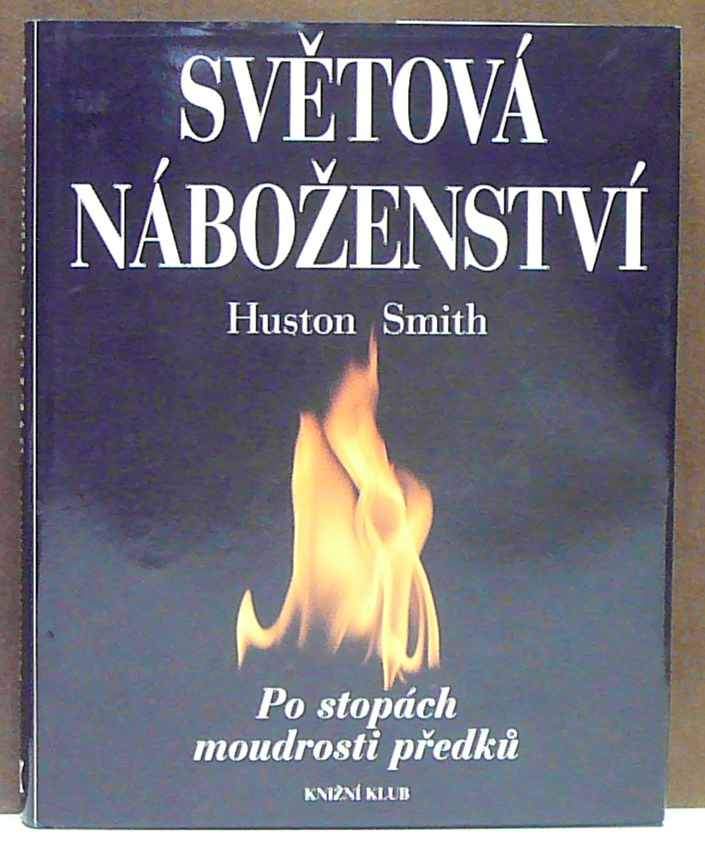 SVĚTOVÁ
NÁBOŽENSTVÍ
Huston Smith
Po stopách
moudrosti předků
KNIŽNÍ KLUB